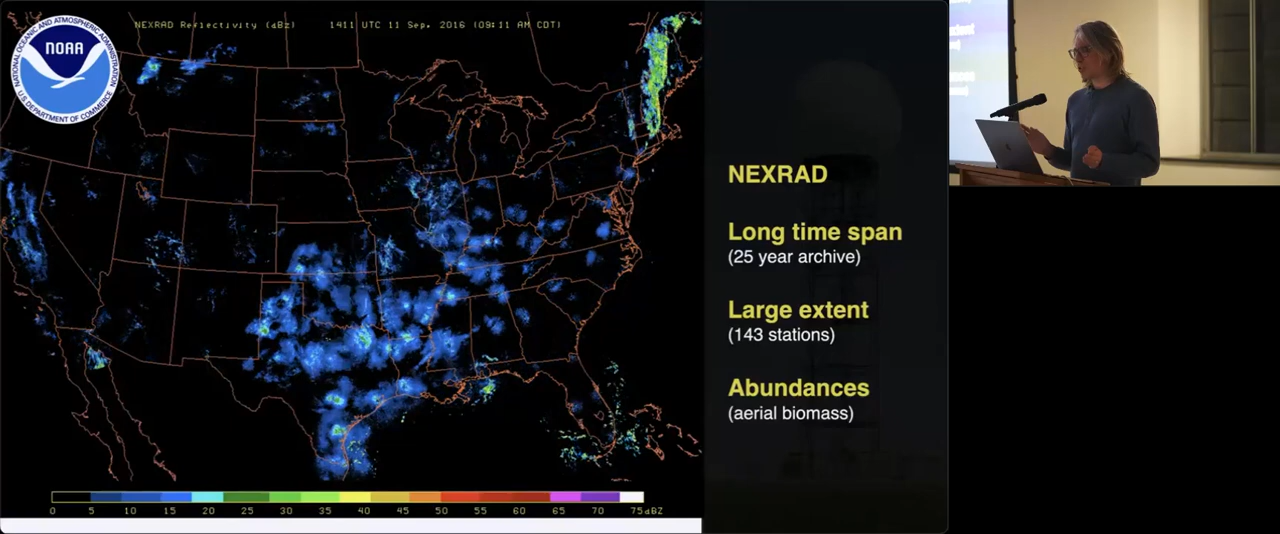 NEXRAD Reflectivity (dBz) 1411 UTC 11 Sep. 2016 (09:11 AM CDT)
NATIONAL OCEANIC AND ATMOSPHERIC ADMINISTRATION
NOAA
U.S. DEPARTMENT OF COMMERCE
0 5 10 15 20 25 30 35 40 45 50 55 60 65 70 75dBZ
NEXRAD
Long time span
(25 year archive)
Large extent
(143 stations)
Abundances
(aerial biomass)